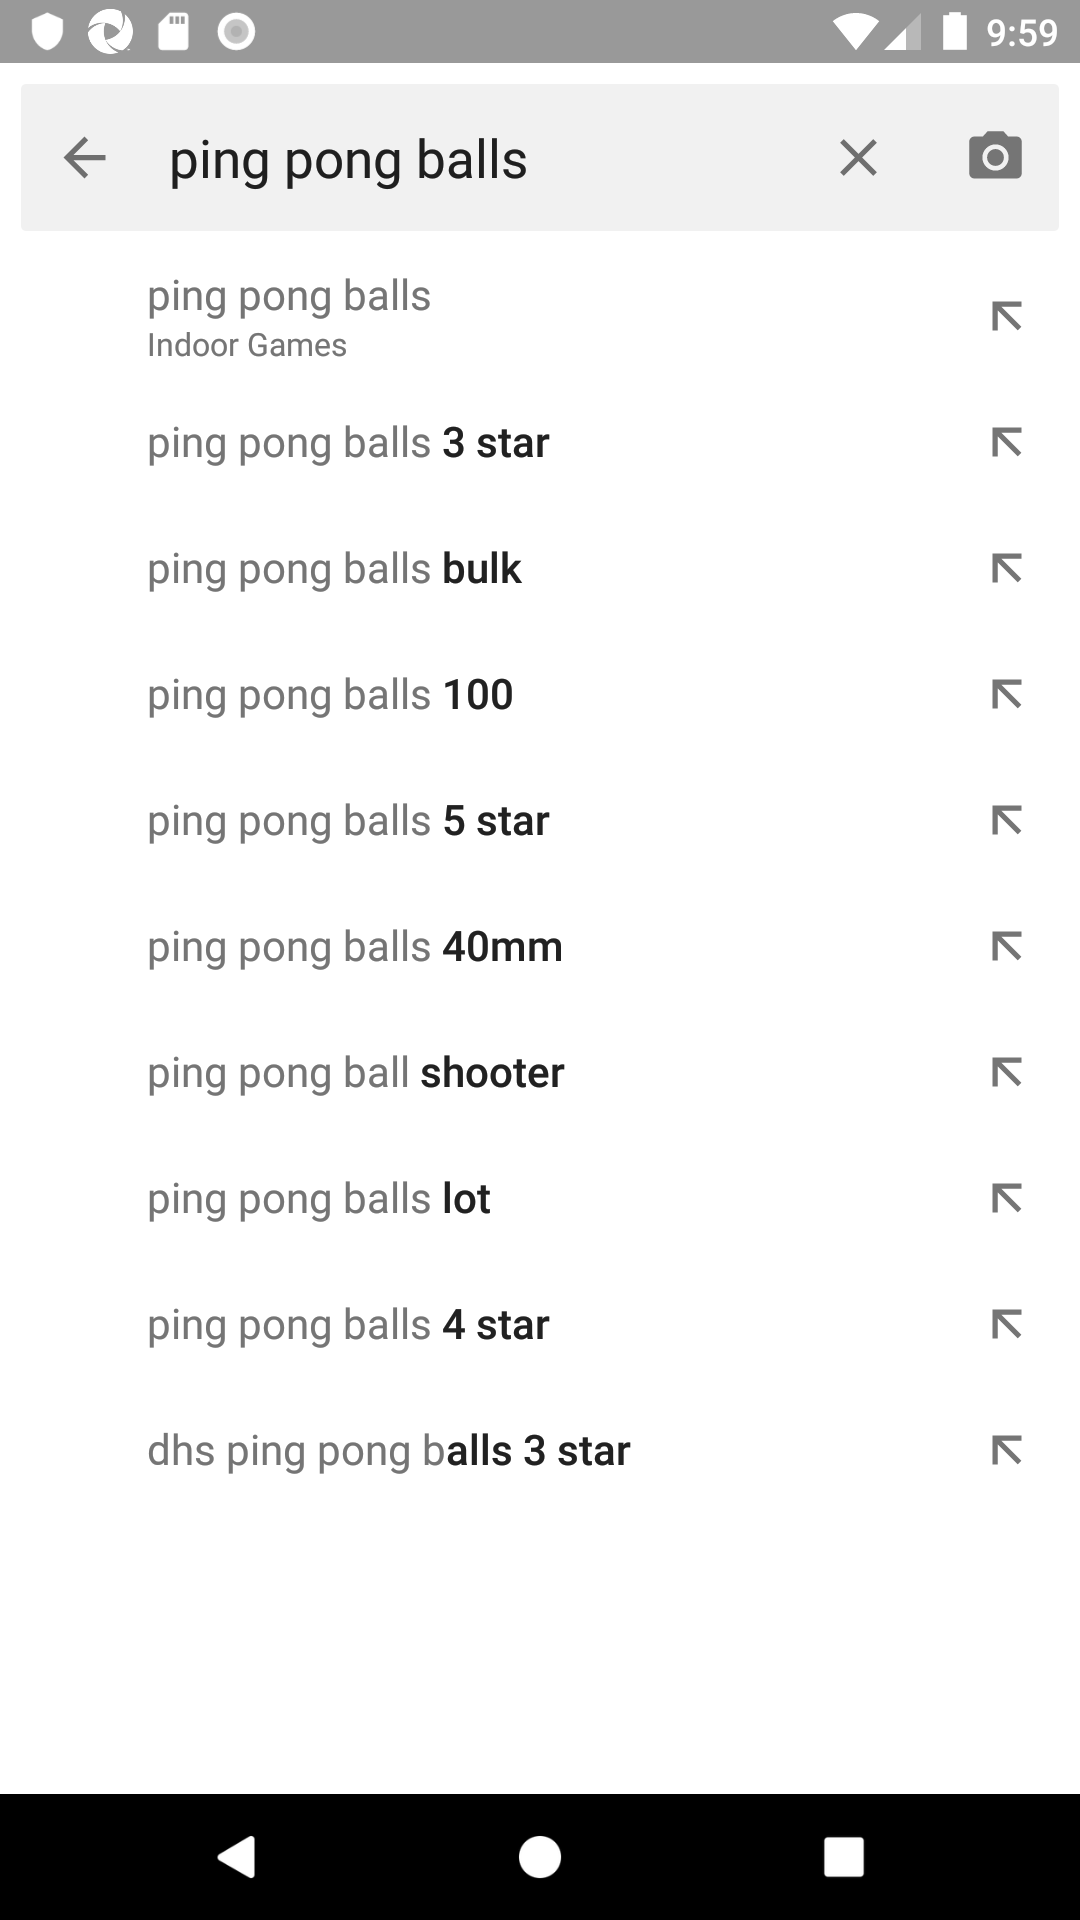 9:59
ping pong balls
ping pong balls
Indoor Games
ping pong balls 3 star
ping pong balls bulk
ping pong balls 100
ping pong balls 5 star
ping pong balls 40mm
ping pong ball shooter
ping pong balls lot
ping pong balls 4 star
dhs ping pong balls 3 star